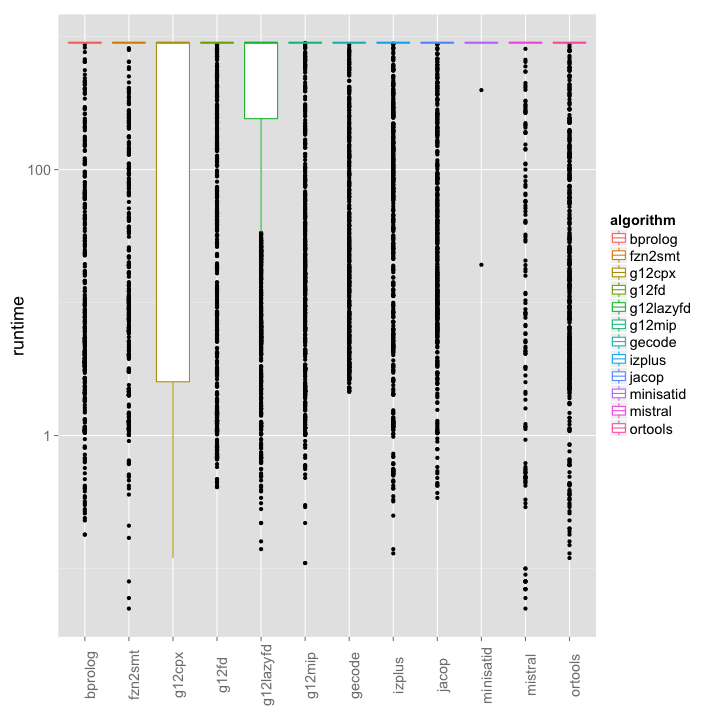 100
1
runtime
bprolog
fzn2smt
g12cpx
g12fd
g12lazyfd
g12mip
gecode
izplus
jacop
minisatid
mistral
ortools
algorithm
bprolog
fzn2smt
g12cpx
g12fd
g12lazyfd
g12mip
gecode
izplus
jacop
minisatid
mistral
ortools